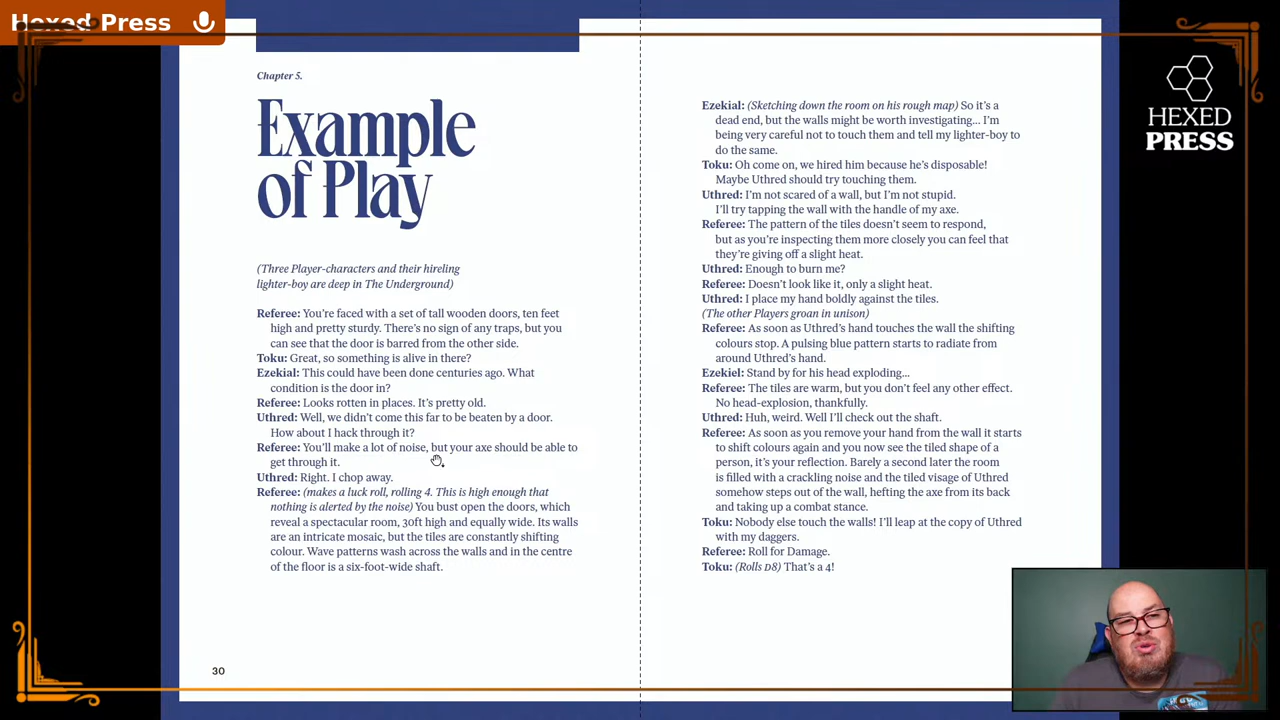 Hexed Press
HEXED
PRESS
Chapter 5.
Example
of Play
(Three Player-characters and their hireling
lighter-boy are deep in The Underground)
Referee: You're faced with a set of tall wooden doors, ten feet
high and pretty sturdy. There's no sign of any traps, but you
can see that the door is barred from the other side.
Toku: Great, so something is alive in there?
Ezekial: This could have been done centuries ago. What
condition is the door in?
Referee: Looks rotten in places. It's pretty old.
Uthred: Well, we didn't come this far to be beaten by a door.
How about I hack through it?
Referee: You'll make a lot of noise, but your axe should be able to
get through it.
Uthred: Right. I chop away.
Referee: (makes a luck roll, rolling 4. This is high enough that
nothing is alerted by the noise) You bust open the doors, which
reveal a spectacular room, 30ft high and equally wide. Its walls
are an intricate mosaic, but the tiles are constantly shifting
colour. Wave patterns wash across the walls and in the centre
of the floor is a six-foot-wide shaft.
30
Ezekial: (Sketching down the room on his rough map) So it's a
dead end, but the walls might be worth investigating... I'm
being very careful not to touch them and tell my lighter-boy to
do the same.
Toku: Oh come on, we hired him because he's disposable!
Maybe Uthred should try touching them.
Uthred: I'm not scared of a wall, but I'm not stupid.
I'll try tapping the wall with the handle of my axe.
Referee: The pattern of the tiles doesn't seem to respond,
but as you're inspecting them more closely you can feel that
they're giving off a slight heat.
Uthred: Enough to burn me?
Referee: Doesn't look like it, only a slight heat.
Uthred: I place my hand boldly against the tiles.
(The other Players groan in unison)
Referee: As soon as Uthred's hand touches the wall the shifting
colours stop. A pulsing blue pattern starts to radiate from
around Uthred's hand.
Ezekiel: Stand by for his head exploding...
Referee: The tiles are warm, but you don't feel any other effect.
No head-explosion, thankfully.
Uthred: Huh, weird. Well I'll check out the shaft.
Referee: As soon as you remove your hand from the wall it starts
to shift colours again and you now see the tiled shape of a
person, it's your reflection. Barely a second later the room
is filled with a crackling noise and the tiled visage of Uthred
somehow steps out of the wall, hefting the axe from its back
and taking up a combat stance.
Toku: Nobody else touch the walls! I'll leap at the copy of Uthred
with my daggers.
Referee: Roll for Damage.
Toku: (Rolls D8) That's a 4!